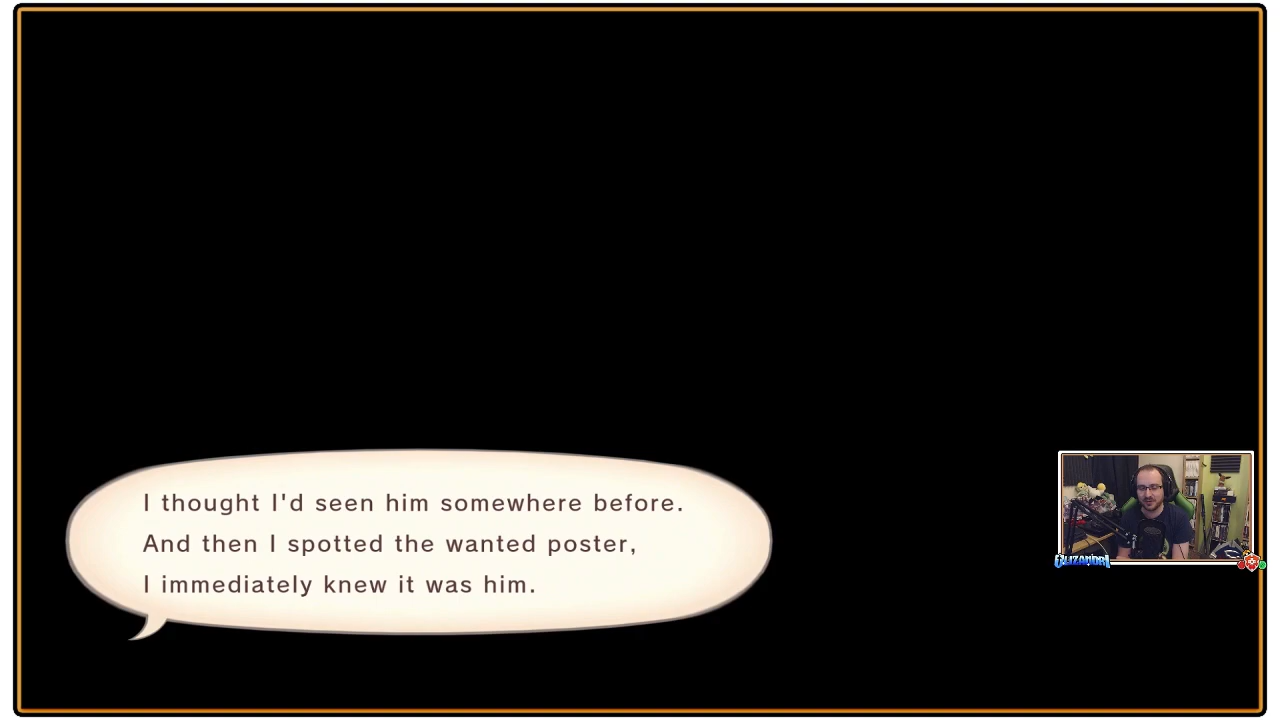 I thought I'd seen him somewhere before.
And then I spotted the wanted poster,
I immediately knew it was him.